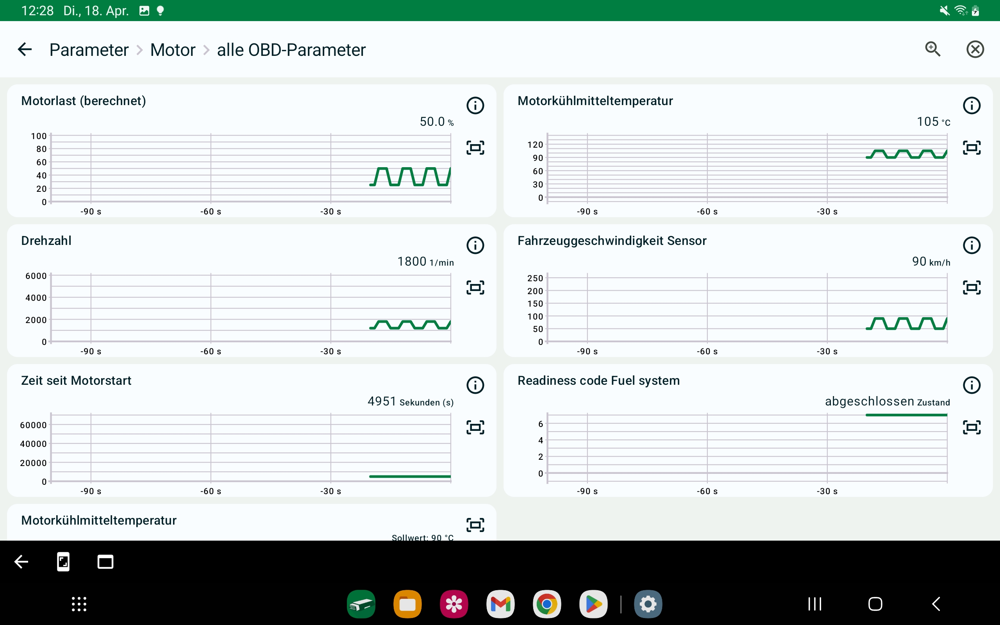 12:28 Di., 18. Apr.
Parameter > Motor > alle OBD-Parameter
Motorlast (berechnet)
50.0 %
100
80
60
40
20
0
-90 s -60 s -30 s
Motorkühlmitteltemperatur
105 °C
120
90
60
30
0
-90 s -60 s -30 s
Drehzahl
1800 1/min
6000
4000
2000
0
-90 s -60 s -30 s
Fahrzeuggeschwindigkeit Sensor
90 km/h
250
200
150
100
50
0
-90 s -60 s -30 s
Zeit seit Motorstart
4951 Sekunden (s)
60000
40000
20000
0
-90 s -60 s -30 s
Readiness code Fuel system
abgeschlossen Zustand
6
4
2
0
-90 s -60 s -30 s
Motorkühlmitteltemperatur
Sollwert: 90 °C